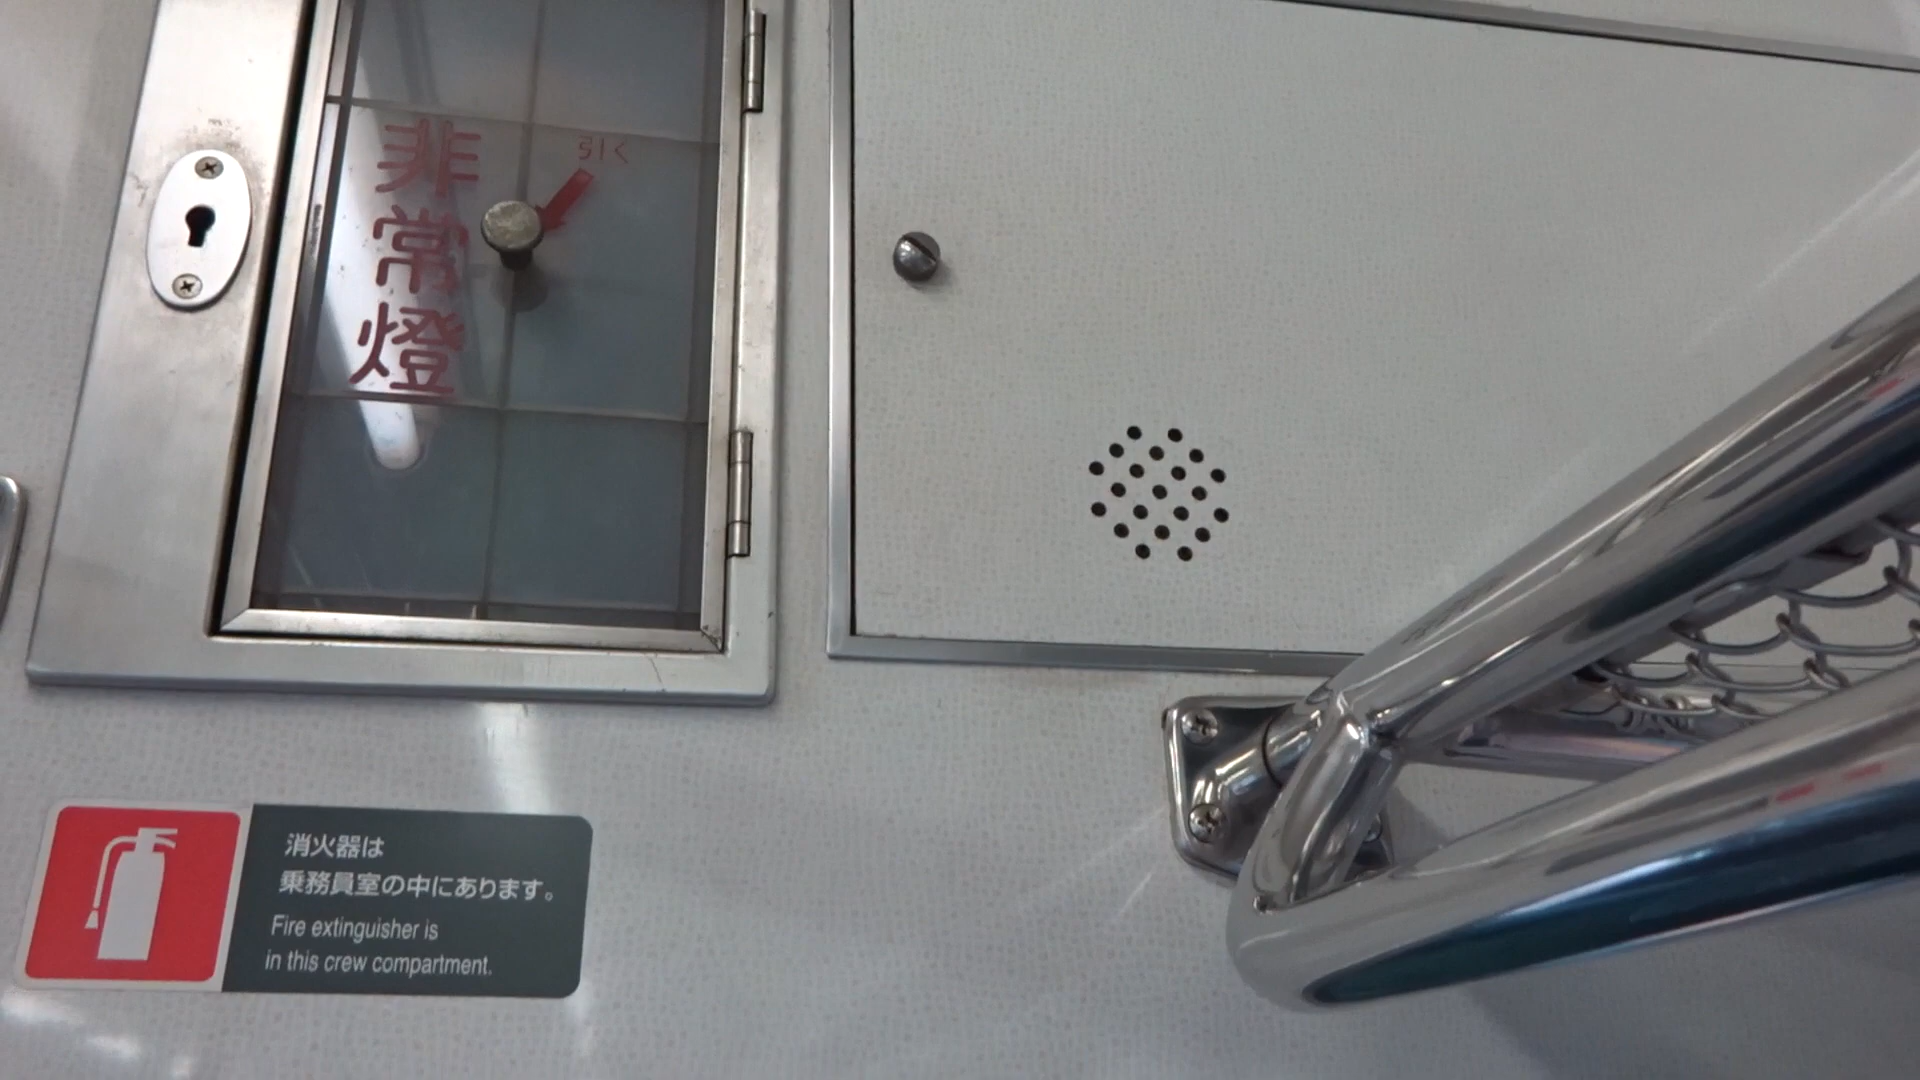 非常燈
引く
消火器は
乗務員室の中にあります。
Fire extinguisher is
in this crew compartment.